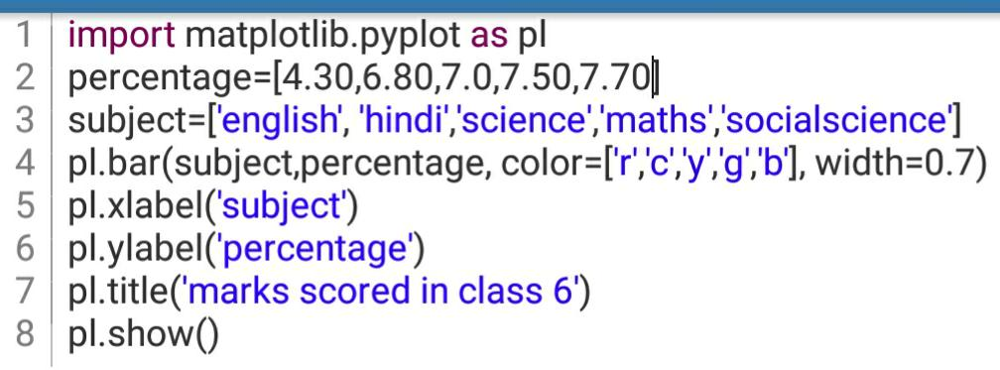 1 import matplotlib.pyplot as pl
2 percentage=[4.30,6.80,7.0,7.50,7.70]
3 subject=['english', 'hindi','science','maths','socialscience']
4 pl.bar(subject,percentage, color=['r','c','y','g','b'], width=0.7)
5 pl.xlabel('subject')
6 pl.ylabel('percentage')
7 pl.title('marks scored in class 6')
8 pl.show()